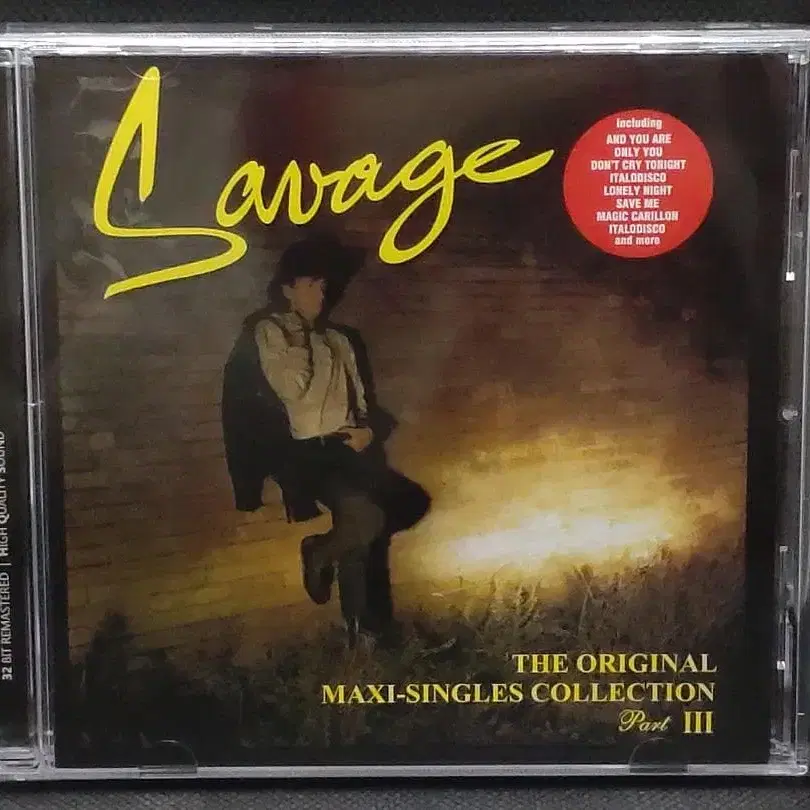 Savage
including
AND YOU ARE
ONLY YOU
DON'T CRY TONIGHT
ITALODISCO
LONELY NIGHT
SAVE ME
MAGIC CARILLON
ITALODISCO
and more
32 BIT REMASTERED | HIGH QUALITY SOUND
THE ORIGINAL
MAXI-SINGLES COLLECTION
Part III